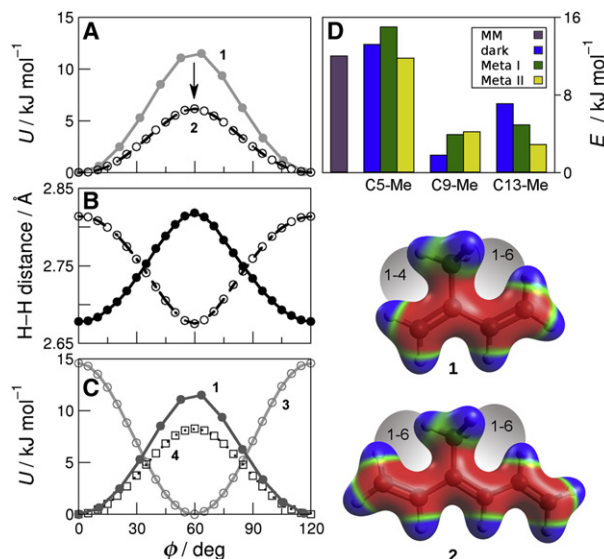 A
U / kJ mol⁻¹
15
10
5
0
1
2
B
H–H distance / Å
2.85
2.75
2.65
C
U / kJ mol⁻¹
15
10
5
0
1
3
4
0 30 60 90 120
ϕ / deg
D
MM
dark
Meta I
Meta II
16
8
0
E / kJ mol⁻¹
C5-Me C9-Me C13-Me
1-4
1-6
1
1-6
1-6
2